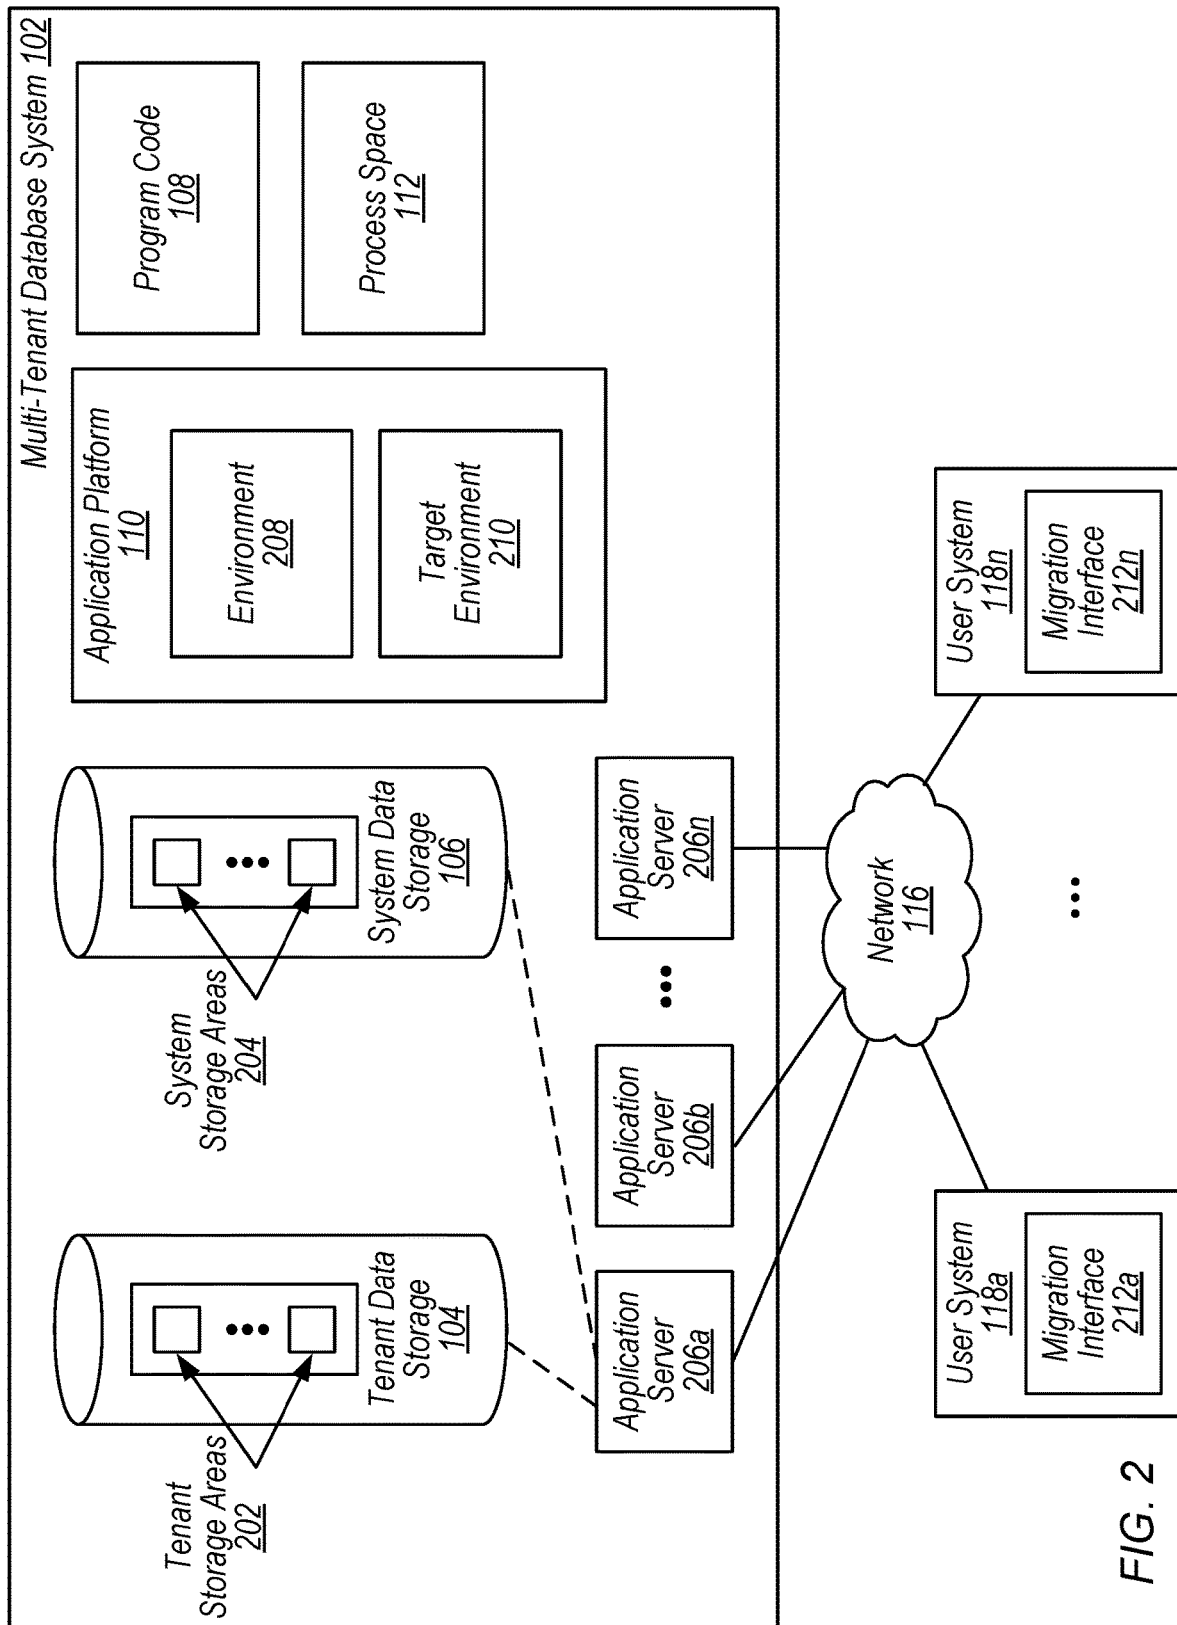 Multi-Tenant Database System 102
Tenant
Storage Areas
202
Tenant Data
Storage
104
System
Storage Areas
204
System Data
Storage
106
Application Platform
110
Environment
208
Target
Environment
210
Program Code
108
Process Space
112
Application
Server
206a
Application
Server
206b
Application
Server
206n
Network
116
User System
118a
Migration
Interface
212a
User System
118n
Migration
Interface
212n
FIG. 2